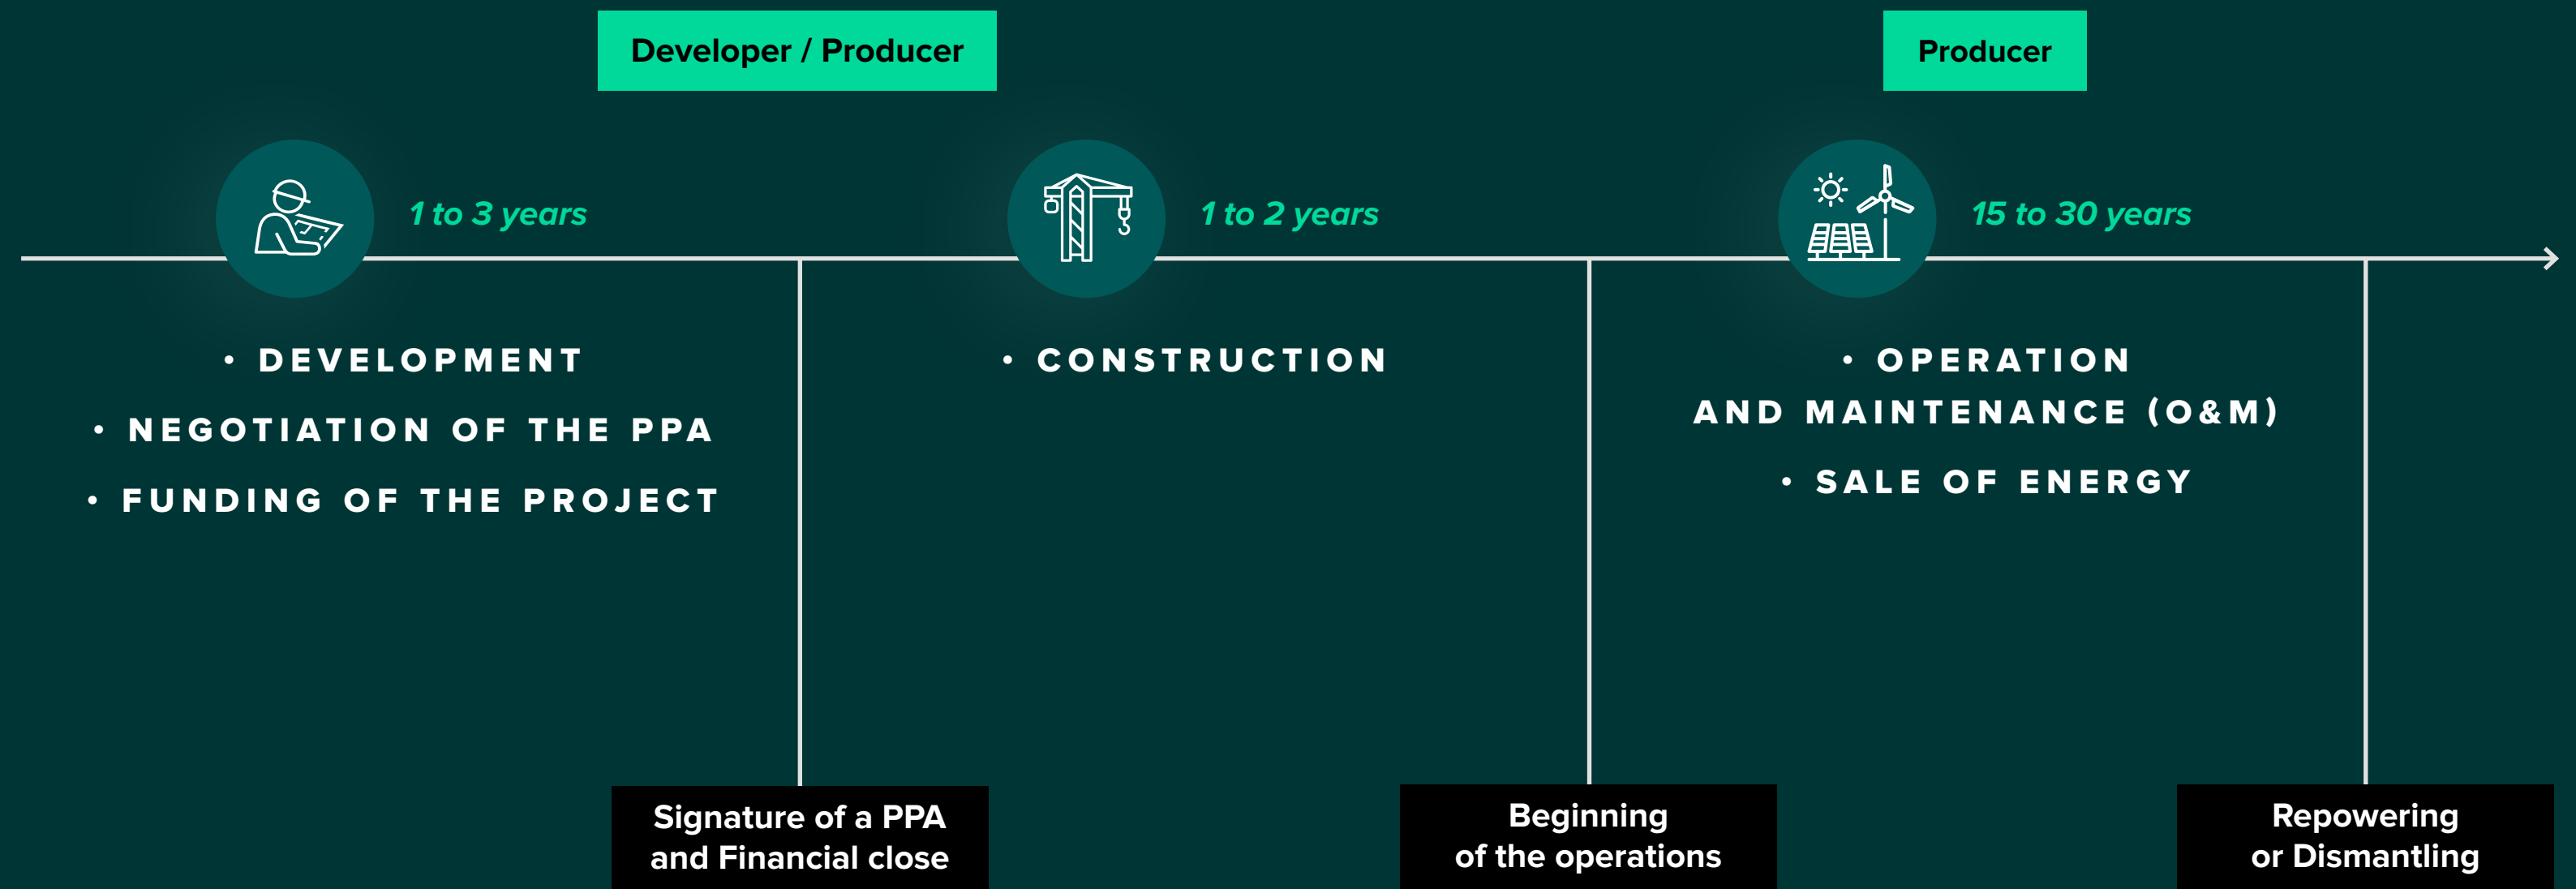 Developer / Producer
Producer
1 to 3 years
1 to 2 years
15 to 30 years
• DEVELOPMENT
• NEGOTIATION OF THE PPA
• FUNDING OF THE PROJECT
• CONSTRUCTION
• OPERATION
AND MAINTENANCE (O&M)
• SALE OF ENERGY
Signature of a PPA
and Financial close
Beginning
of the operations
Repowering
or Dismantling